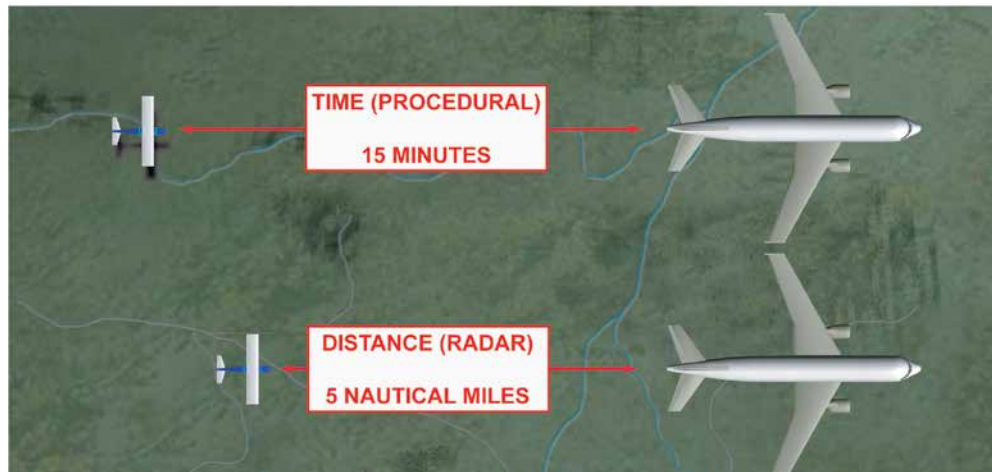 TIME (PROCEDURAL)
15 MINUTES
DISTANCE (RADAR)
5 NAUTICAL MILES